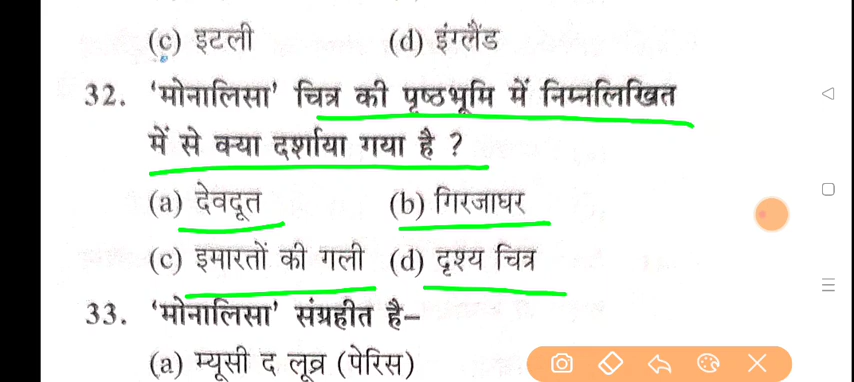 (c) इटली (d) इंग्लैंड
32. 'मोनालिसा' चित्र की पृष्ठभूमि में निम्नलिखित
में से क्या दर्शाया गया है ?
(a) देवदूत (b) गिरजाघर
(c) इमारतों की गली (d) दृश्य चित्र
33. 'मोनालिसा' संग्रहीत है–
(a) म्यूसी द लूव्र (पेरिस)